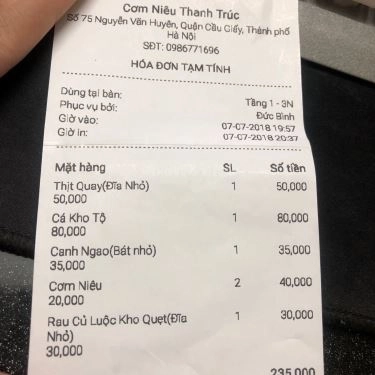 Cơm Niêu Thanh Trúc
Số 75 Nguyễn Văn Huyên, Quận Cầu Giấy, Thành phố
Hà Nội
SĐT: 0986771696
HÓA ĐƠN TẠM TÍNH
Dùng tại bàn: Tầng 1 - 3N
Phục vụ bởi: Đức Bình
Giờ vào: 07-07-2018 19:57
Giờ in: 07-07-2018 20:37
Mặt hàng SL Số tiền
Thịt Quay(Đĩa Nhỏ) 1 50,000
50,000
Cá Kho Tộ 1 80,000
80,000
Canh Ngao(Bát nhỏ) 1 35,000
35,000
Cơm Niêu 2 40,000
20,000
Rau Củ Luộc Kho Quẹt(Đĩa 1 30,000
Nhỏ)
30,000
235,000